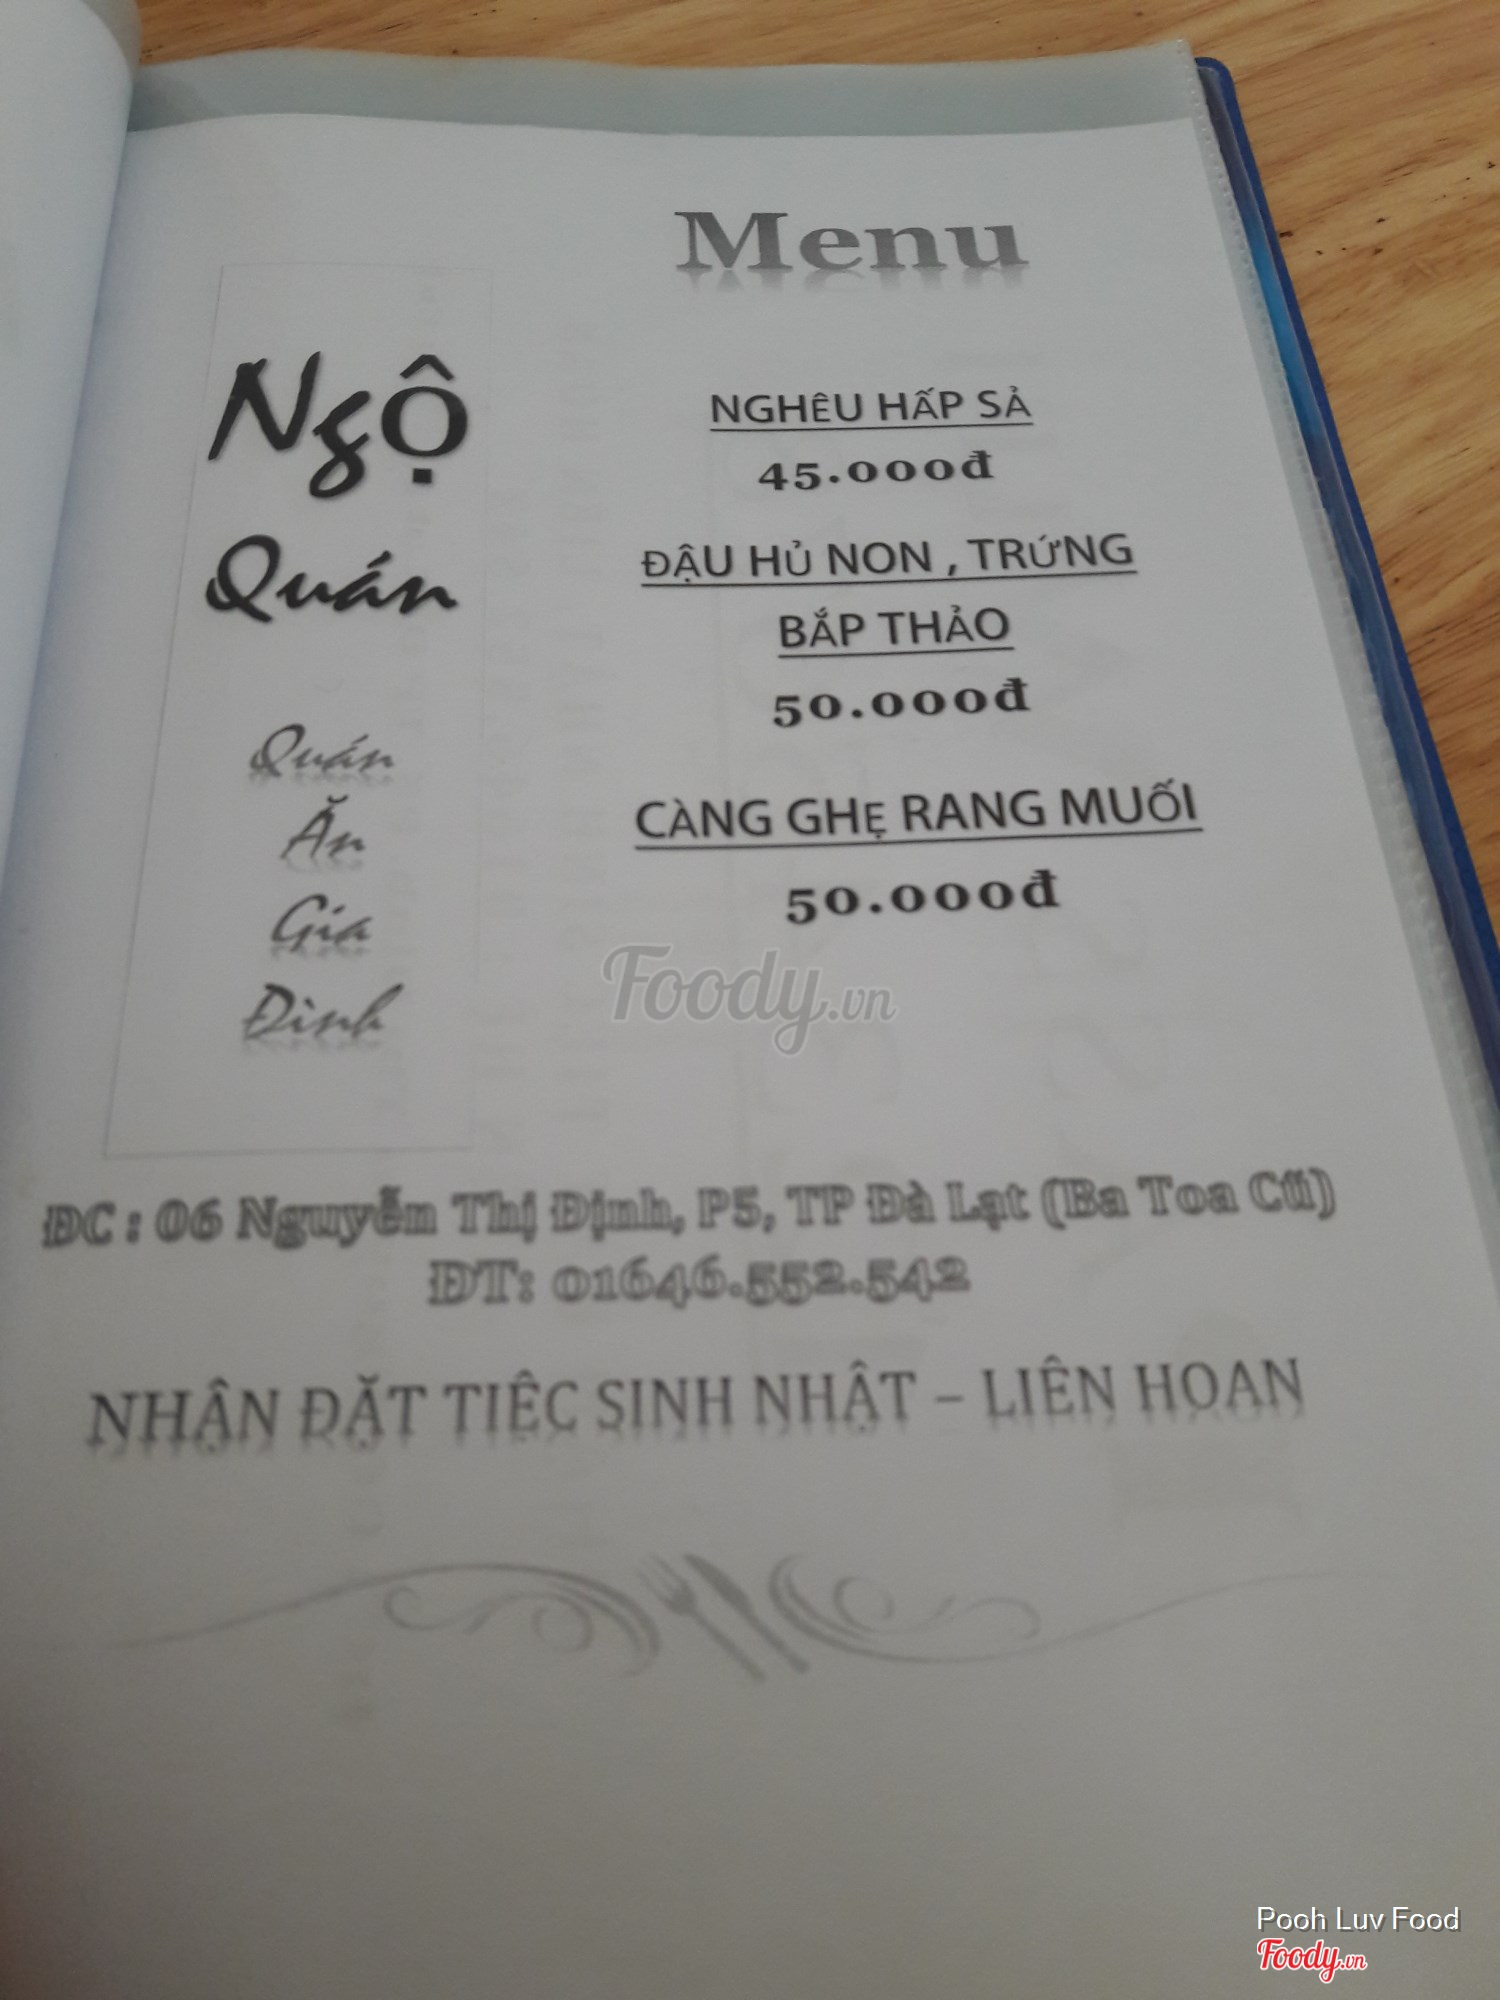 Menu
Ngộ
Quán
Quán
Ăn
Gia
Đình
NGHÊU HẤP SẢ
45.000đ
ĐẬU HỦ NON , TRỨNG
BẮP THẢO
50.000đ
CÀNG GHẸ RANG MUỐI
50.000đ
Foody.vn
ĐC : 06 Nguyễn Thị Định, P5, TP Đà Lạt (Ba Toa Cũ)
ĐT: 01646.552.542
NHẬN ĐẶT TIỆC SINH NHẬT – LIÊN HOAN
Pooh Luv Food
Foody.vn